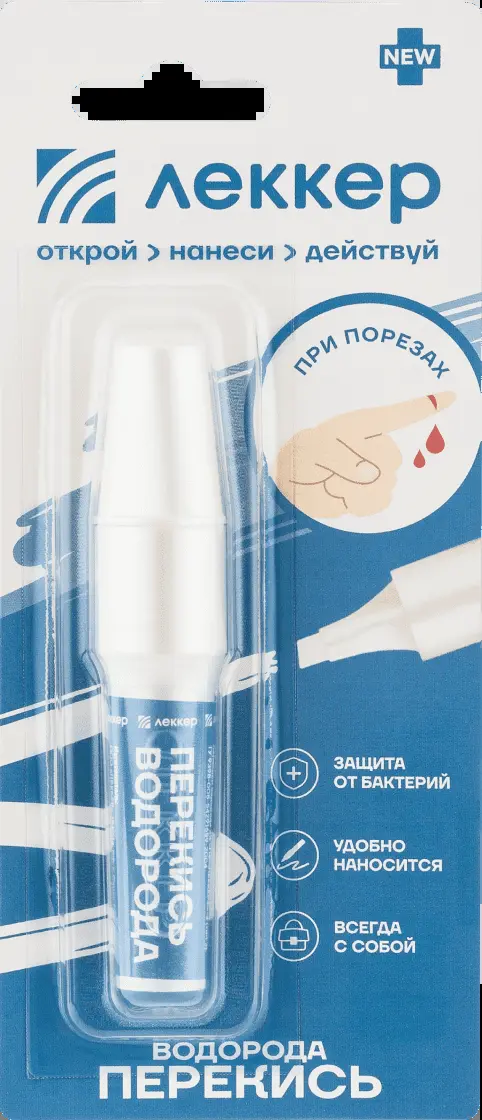 NEW
леккер
открой > нанеси > действуй
ПРИ ПОРЕЗАХ
леккер
ПЕРЕКИСЬ
ВОДОРОДА
ЗАЩИТА
ОТ БАКТЕРИЙ
УДОБНО
НАНОСИТСЯ
ВСЕГДА
С СОБОЙ
ВОДОРОДА
ПЕРЕКИСЬ